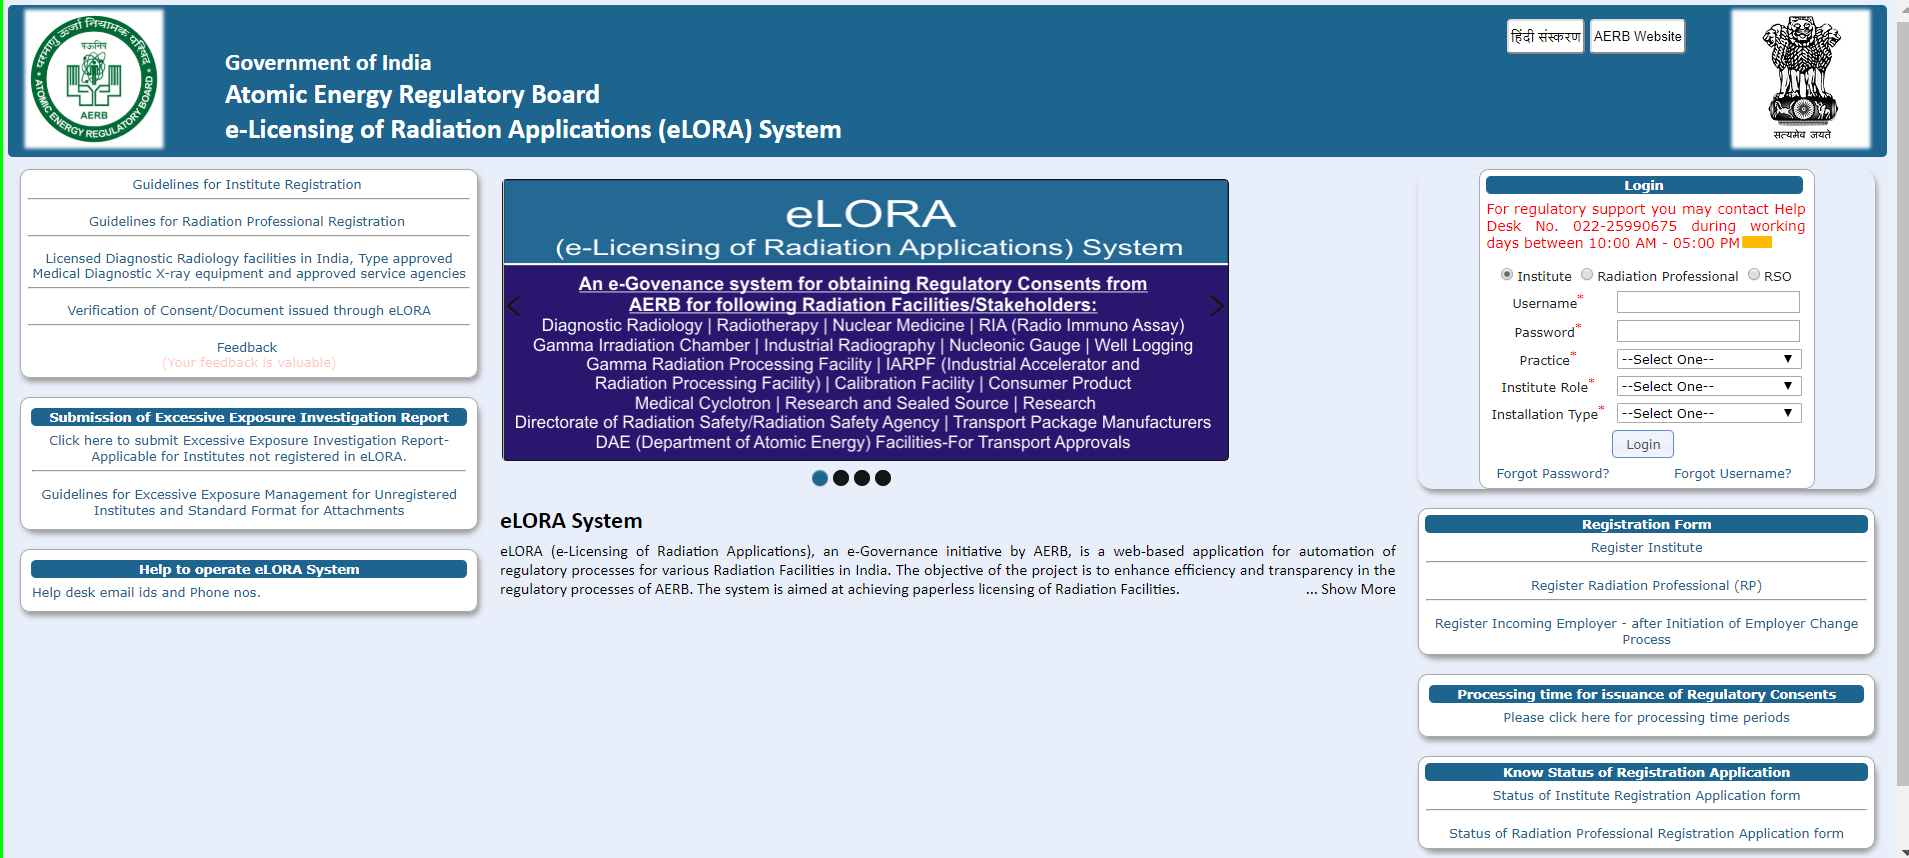 परमाणु ऊर्जा नियामक परिषद
पऊनिप
AERB
ATOMIC ENERGY REGULATORY BOARD
Government of India
Atomic Energy Regulatory Board
e-Licensing of Radiation Applications (eLORA) System
हिंदी संस्करण
AERB Website
सत्यमेव जयते
Guidelines for Institute Registration
Guidelines for Radiation Professional Registration
Licensed Diagnostic Radiology facilities in India, Type approved
Medical Diagnostic X-ray equipment and approved service agencies
Verification of Consent/Document issued through eLORA
Feedback
(Your feedback is valuable)
Submission of Excessive Exposure Investigation Report
Click here to submit Excessive Exposure Investigation Report-
Applicable for Institutes not registered in eLORA.
Guidelines for Excessive Exposure Management for Unregistered
Institutes and Standard Format for Attachments
Help to operate eLORA System
Help desk email ids and Phone nos.
eLORA
(e-Licensing of Radiation Applications) System
An e-Govenance system for obtaining Regulatory Consents from
AERB for following Radiation Facilities/Stakeholders:
Diagnostic Radiology | Radiotherapy | Nuclear Medicine | RIA (Radio Immuno Assay)
Gamma Irradiation Chamber | Industrial Radiography | Nucleonic Gauge | Well Logging
Gamma Radiation Processing Facility | IARPF (Industrial Accelerator and
Radiation Processing Facility) | Calibration Facility | Consumer Product
Medical Cyclotron | Research and Sealed Source | Research
Directorate of Radiation Safety/Radiation Safety Agency | Transport Package Manufacturers
DAE (Department of Atomic Energy) Facilities-For Transport Approvals
eLORA System
eLORA (e-Licensing of Radiation Applications), an e-Governance initiative by AERB, is a web-based application for automation of
regulatory processes for various Radiation Facilities in India. The objective of the project is to enhance efficiency and transparency in the
regulatory processes of AERB. The system is aimed at achieving paperless licensing of Radiation Facilities. ... Show More
Login
For regulatory support you may contact Help
Desk No. 022-25990675 during working
days between 10:00 AM - 05:00 PM
Institute Radiation Professional RSO
Username*
Password*
Practice* --Select One--
Institute Role* --Select One--
Installation Type* --Select One--
Login
Forgot Password? Forgot Username?
Registration Form
Register Institute
Register Radiation Professional (RP)
Register Incoming Employer - after Initiation of Employer Change
Process
Processing time for issuance of Regulatory Consents
Please click here for processing time periods
Know Status of Registration Application
Status of Institute Registration Application form
Status of Radiation Professional Registration Application form